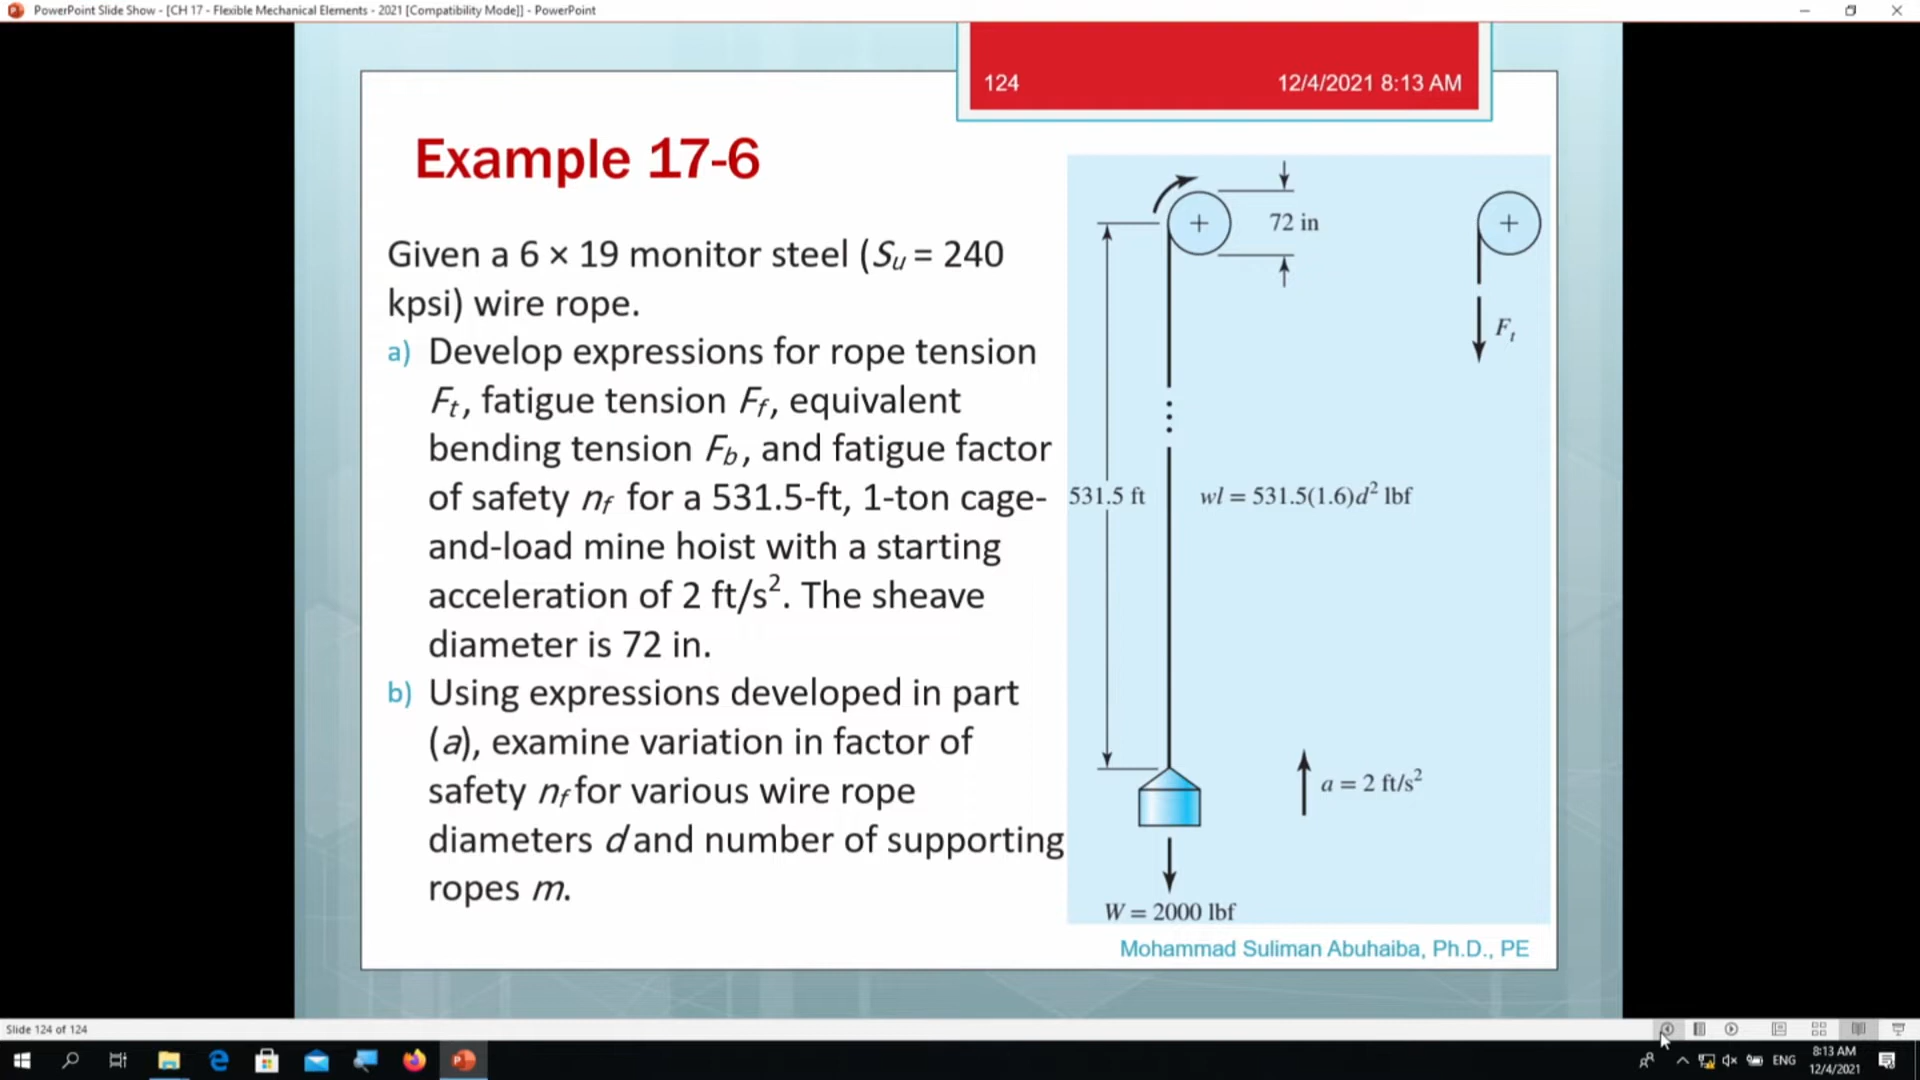 PowerPoint Slide Show - [CH 17 - Flexible Mechanical Elements - 2021 [Compatibility Mode]] - PowerPoint
124
12/4/2021 8:13 AM
Example 17-6
Given a 6 × 19 monitor steel (Su = 240
kpsi) wire rope.
a) Develop expressions for rope tension
Ft, fatigue tension Ff, equivalent
bending tension Fb, and fatigue factor
of safety nf for a 531.5-ft, 1-ton cage-
and-load mine hoist with a starting
acceleration of 2 ft/s². The sheave
diameter is 72 in.
b) Using expressions developed in part
(a), examine variation in factor of
safety nf for various wire rope
diameters d and number of supporting
ropes m.
72 in
Ft
531.5 ft
wl = 531.5(1.6)d² lbf
a = 2 ft/s²
W = 2000 lbf
Mohammad Suliman Abuhaiba, Ph.D., PE
Slide 124 of 124
ENG
8:13 AM
12/4/2021